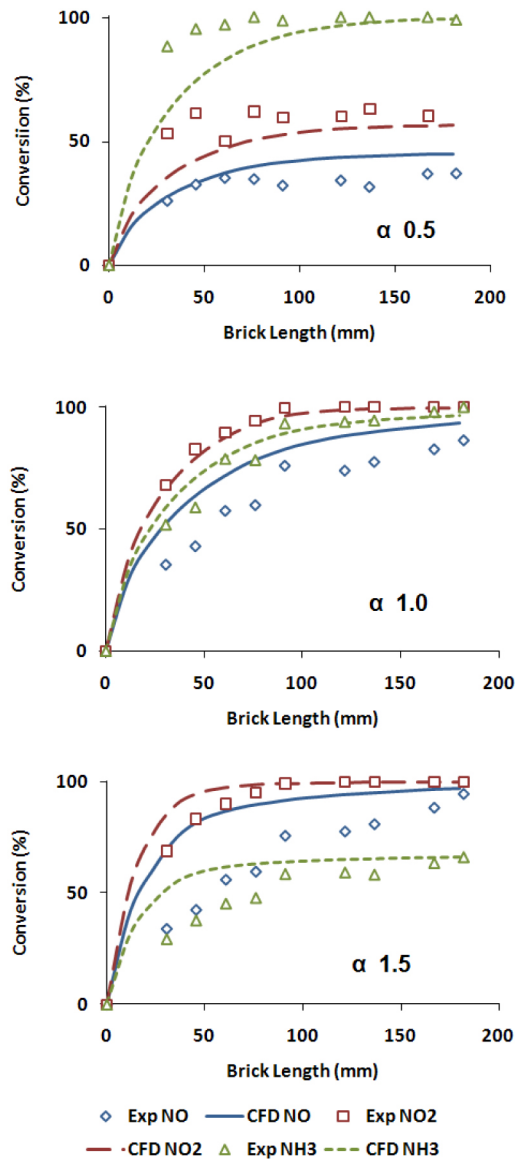 100
50
0
Conversiion (%)
α 0.5
0 50 100 150 200
Brick Length (mm)
100
50
0
Conversion (%)
α 1.0
0 50 100 150 200
Brick Length (mm)
100
50
0
Conversion (%)
α 1.5
0 50 100 150 200
Brick Length (mm)
Exp NO CFD NO Exp NO2
CFD NO2 Exp NH3 CFD NH3